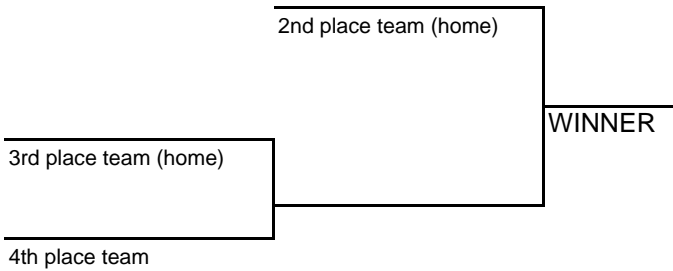 2nd place team (home)
WINNER
3rd place team (home)
4th place team